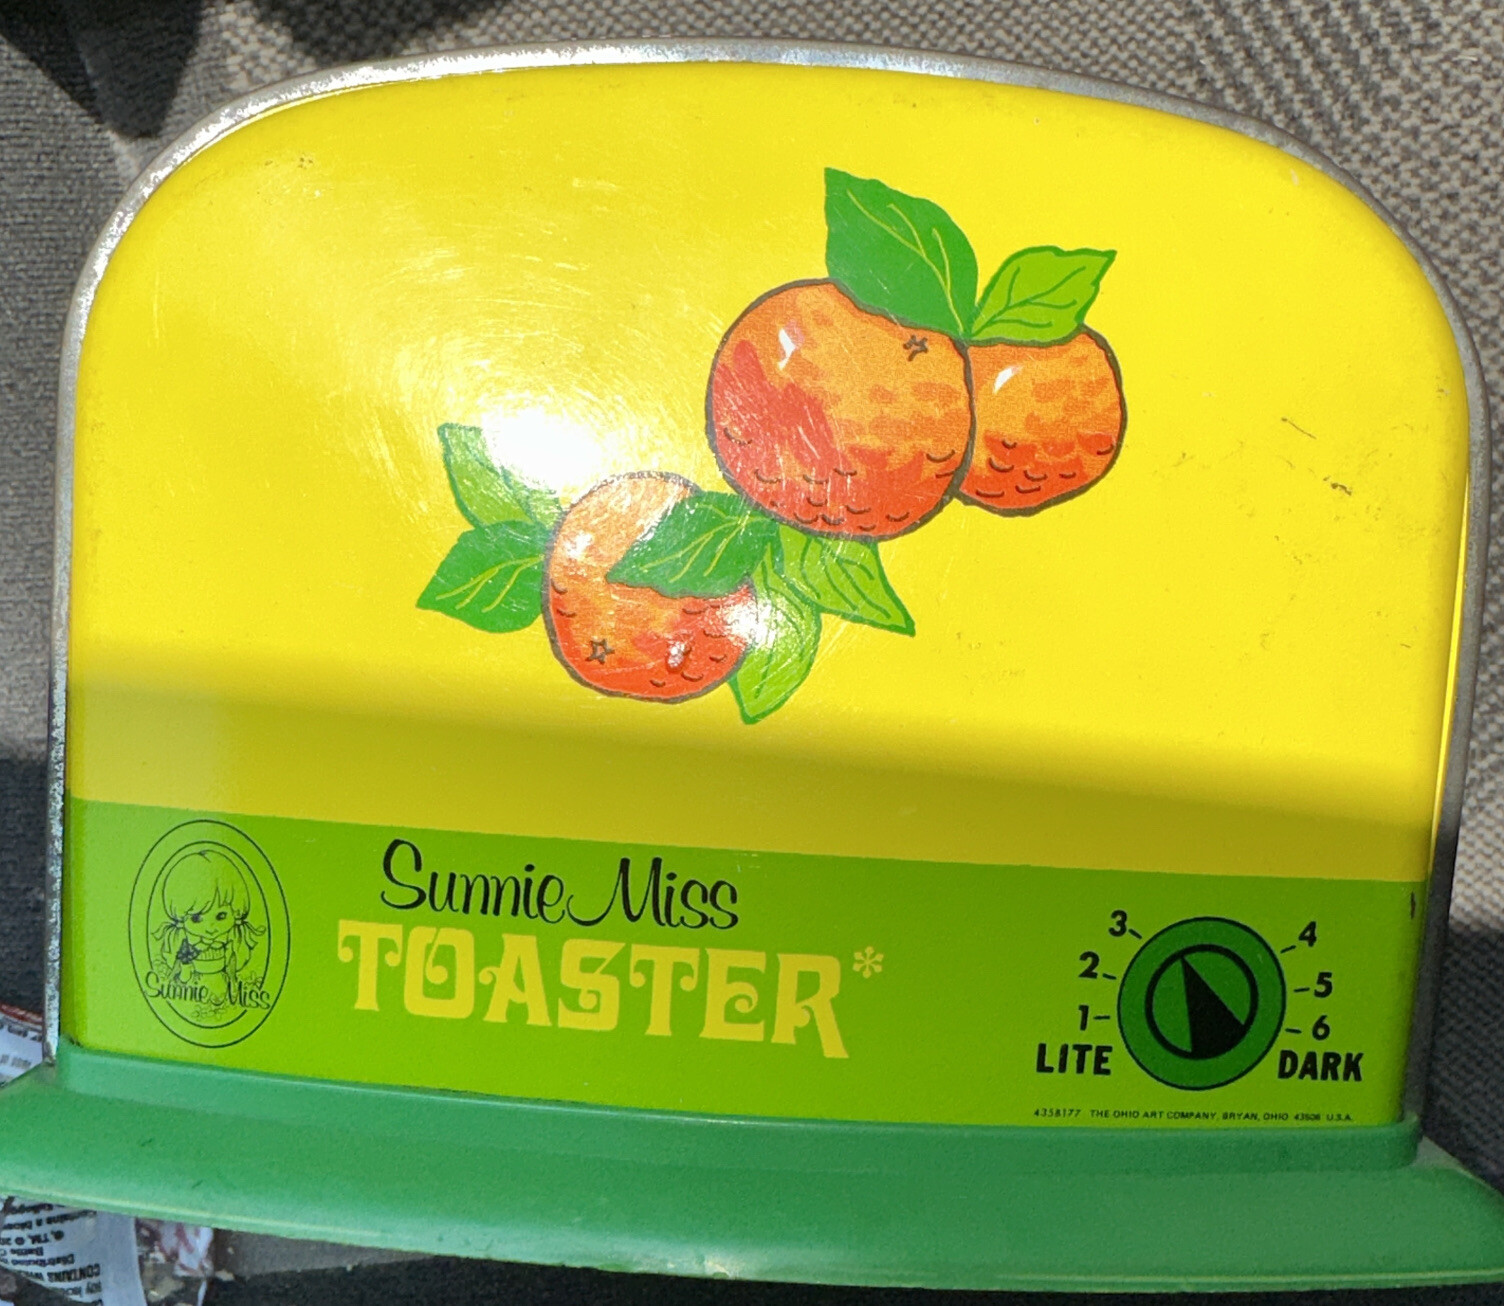 Sunnie Miss
TOASTER*
Sunnie Miss
3
4
2
5
1
6
LITE
DARK
4358177 THE OHIO ART COMPANY, BRYAN, OHIO 43506 U.S.A.
CONTAINS